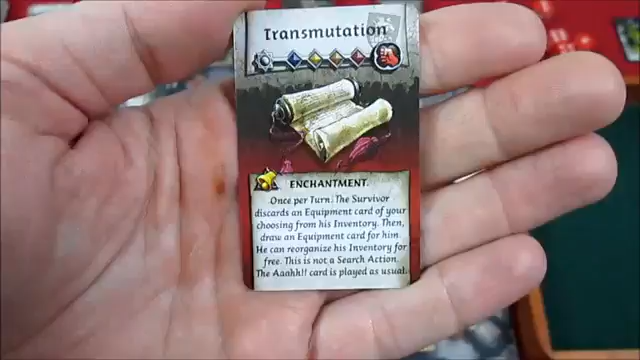 Transmutation
ENCHANTMENT
Once per Turn: The Survivor
discards an Equipment card of your
choosing from his Inventory. Then,
draw an Equipment card for him.
He can reorganize his Inventory for
free. This is not a Search Action.
The Aaahh!! card is played as usual.